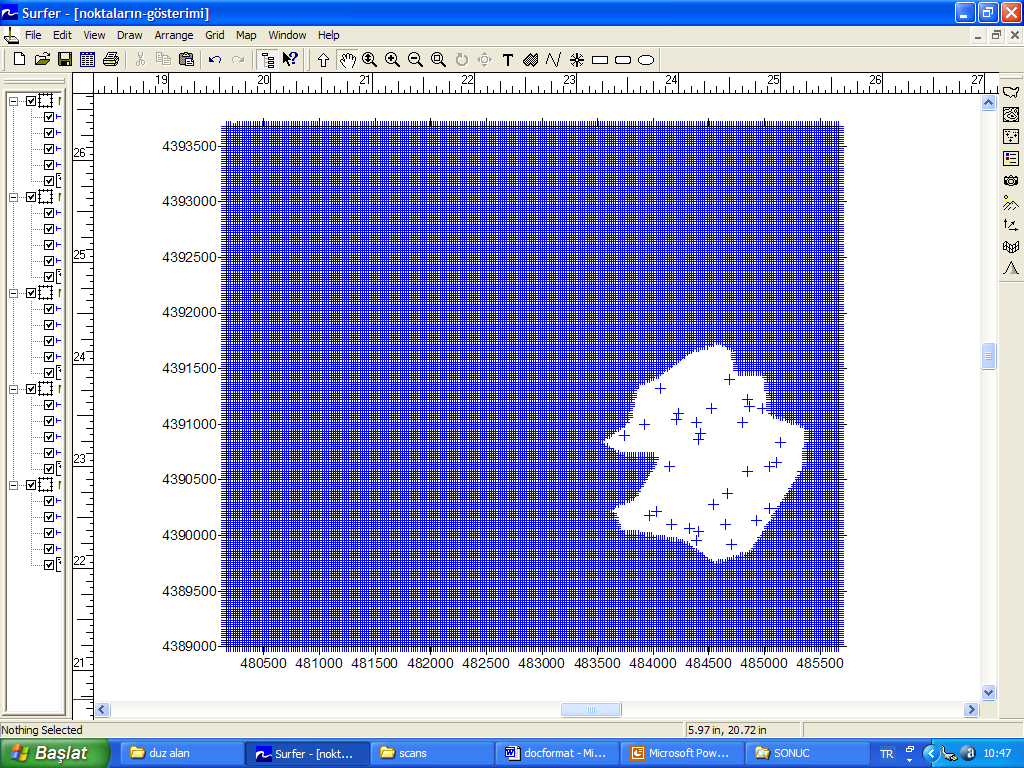 Surfer - [noktaların-gösterimi]
File Edit View Draw Arrange Grid Map Window Help
19 20 21 22 23 24 25 26 27
26
25
24
23
22
21
4393500
4393000
4392500
4392000
4391500
4391000
4390500
4390000
4389500
4389000
480500 481000 481500 482000 482500 483000 483500 484000 484500 485000 485500
Nothing Selected 5.97 in, 20.72 in
Başlat duz alan Surfer - [nokt... scans docformat - Mi... Microsoft Pow... SONUC TR 10:47